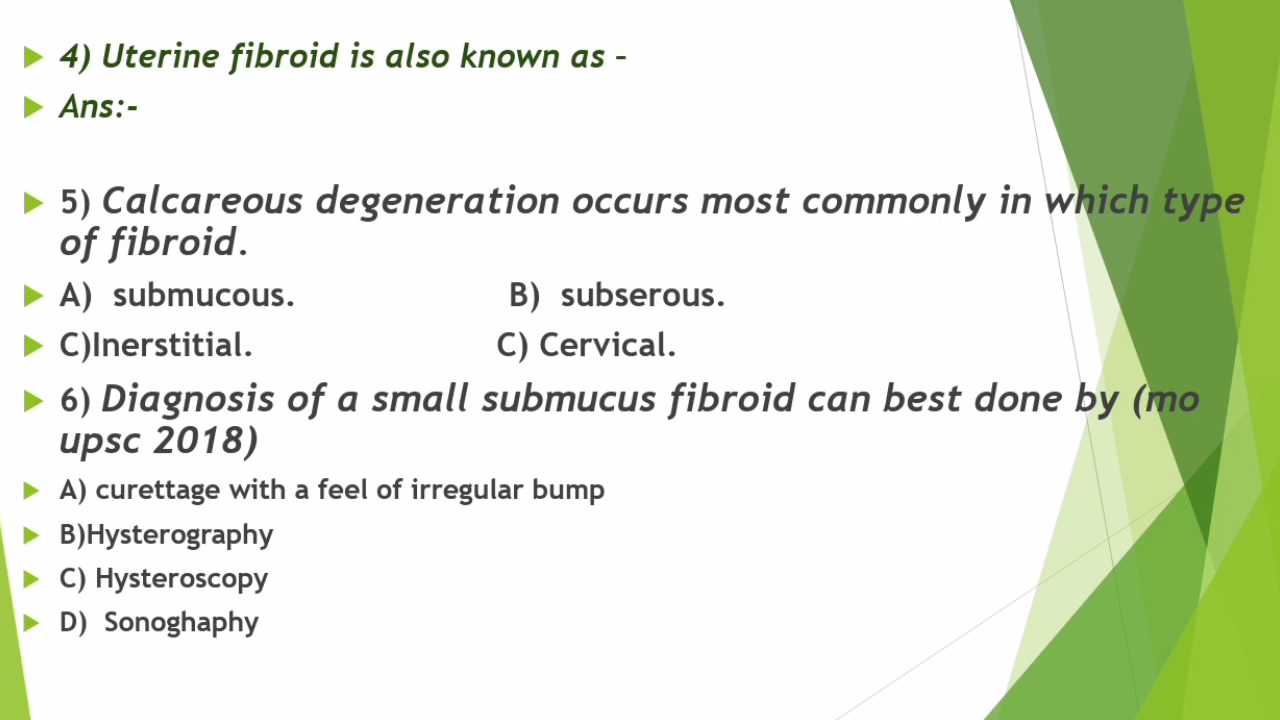 4) Uterine fibroid is also known as –
Ans:-
5) Calcareous degeneration occurs most commonly in which type
of fibroid.
A) submucous. B) subserous.
C)Inerstitial. C) Cervical.
6) Diagnosis of a small submucus fibroid can best done by (mo
upsc 2018)
A) curettage with a feel of irregular bump
B)Hysterography
C) Hysteroscopy
D) Sonoghaphy